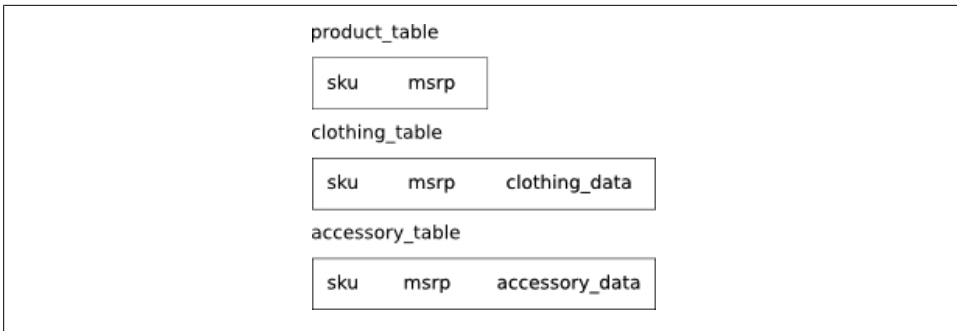 product_table
sku msrp
clothing_table
sku msrp clothing_data
accessory_table
sku msrp accessory_data